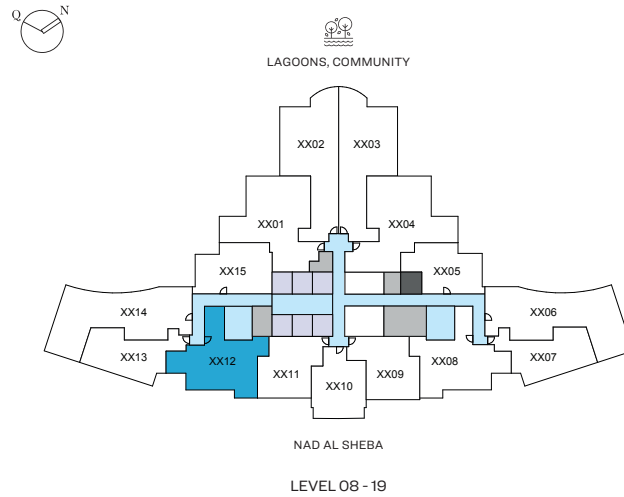 Q N
LAGOONS, COMMUNITY
XX02 XX03
XX01 XX04
XX15 XX05
XX14 XX06
XX13 XX12 XX11 XX10 XX09 XX08 XX07
NAD AL SHEBA
LEVEL 08 - 19